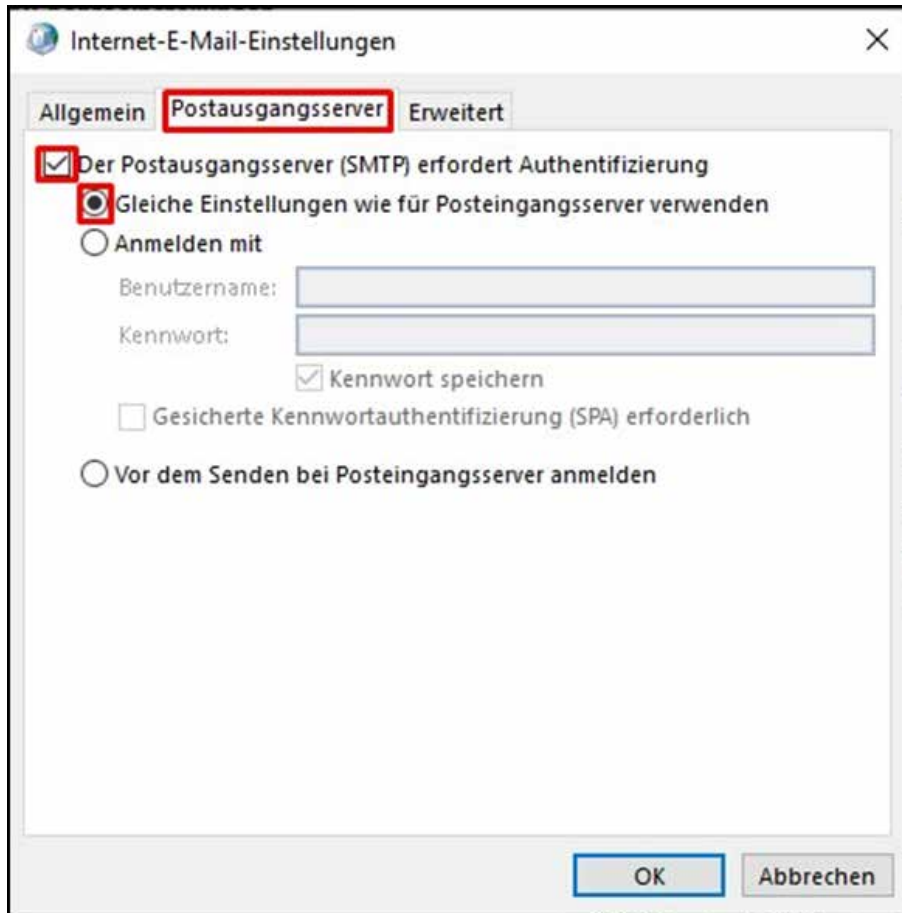 Internet-E-Mail-Einstellungen
Allgemein Postausgangsserver Erweitert
Der Postausgangsserver (SMTP) erfordert Authentifizierung
Gleiche Einstellungen wie für Posteingangsserver verwenden
Anmelden mit
Benutzername:
Kennwort:
Kennwort speichern
Gesicherte Kennwortauthentifizierung (SPA) erforderlich
Vor dem Senden bei Posteingangsserver anmelden
OK Abbrechen